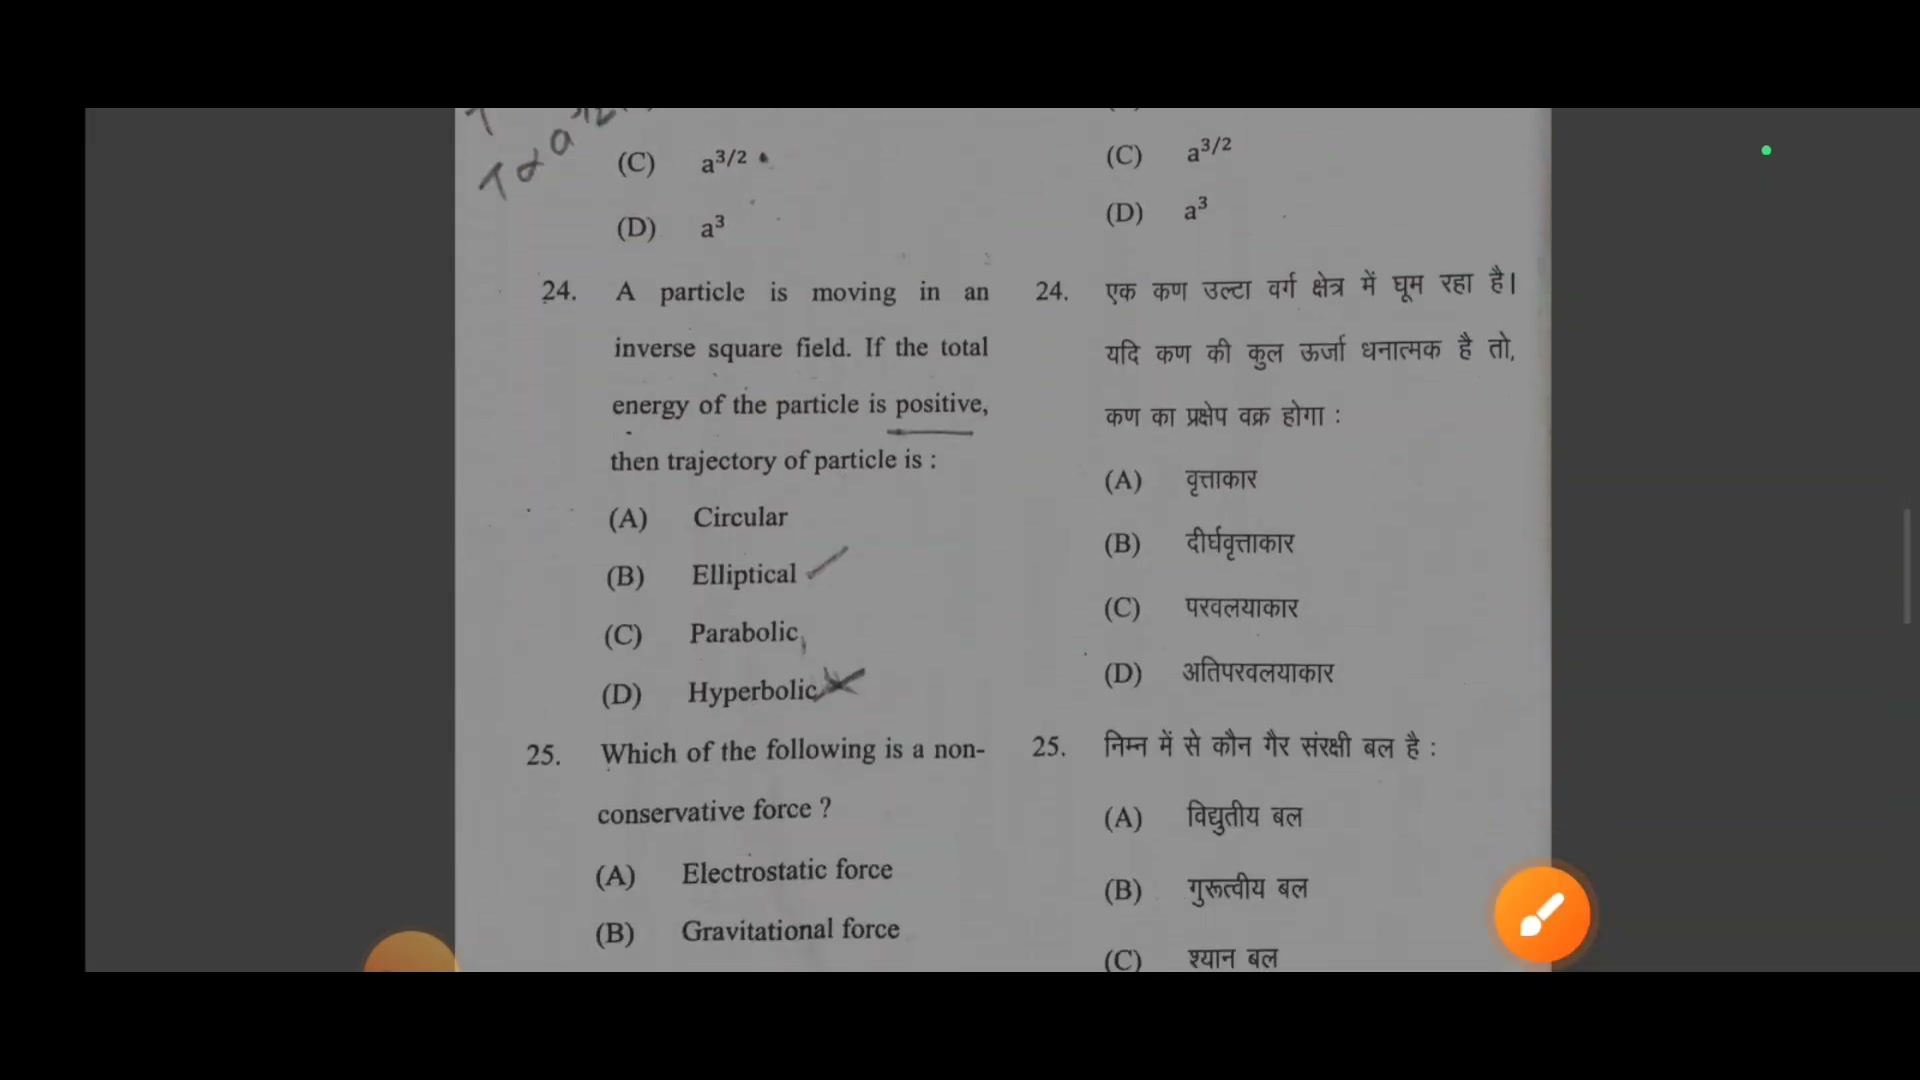 T α a
(C) a^3/2
(D) a^3
24. A particle is moving in an
inverse square field. If the total
energy of the particle is positive,
then trajectory of particle is :
(A) Circular
(B) Elliptical
(C) Parabolic
(D) Hyperbolic
25. Which of the following is a non-
conservative force ?
(A) Electrostatic force
(B) Gravitational force
(C) a^3/2
(D) a^3
24. एक कण उल्टा वर्ग क्षेत्र में घूम रहा है।
यदि कण की कुल ऊर्जा धनात्मक है तो,
कण का प्रक्षेप वक्र होगा :
(A) वृत्ताकार
(B) दीर्घवृत्ताकार
(C) परवलयाकार
(D) अतिपरवलयाकार
25. निम्न में से कौन गैर संरक्षी बल है :
(A) विद्युतीय बल
(B) गुरूत्वीय बल
(C) श्यान बल